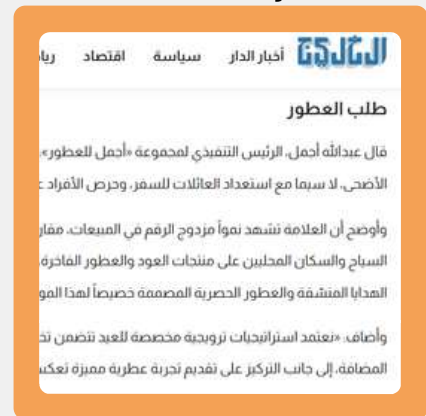 الخليج
أخبار الدار سياسة اقتصاد
طلب العطور
قال عبدالله أجمل، الرئيس التنفيذي لمجموعة «أجمل للعطور»،
الأضحى، لا سيما مع استعداد العائلات للسفر، وحرص الأفراد
وأوضح أن العلامة تشهد نمواً مزدوج الرقم في المبيعات،
السياح والسكان المحليين على منتجات العود والعطور الفاخرة
الهدايا المنسّقة والعطور الحصرية المصممة خصيصاً لهذا
وأضاف: «نعتمد استراتيجيات ترويجية مخصصة للعيد تتضمن
المضافة، إلى جانب التركيز على تقديم تجربة عطرية مميزة